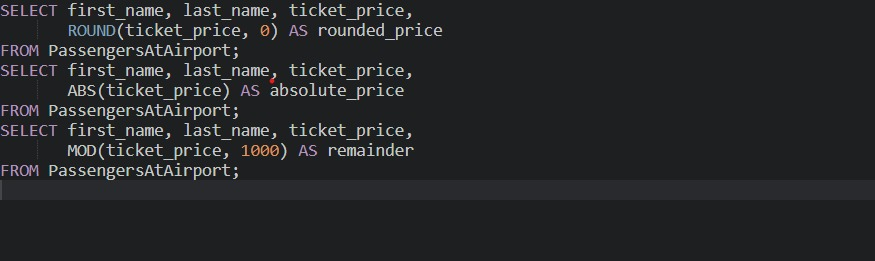 SELECT first_name, last_name, ticket_price,
       ROUND(ticket_price, 0) AS rounded_price
FROM PassengersAtAirport;
SELECT first_name, last_name, ticket_price,
       ABS(ticket_price) AS absolute_price
FROM PassengersAtAirport;
SELECT first_name, last_name, ticket_price,
       MOD(ticket_price, 1000) AS remainder
FROM PassengersAtAirport;